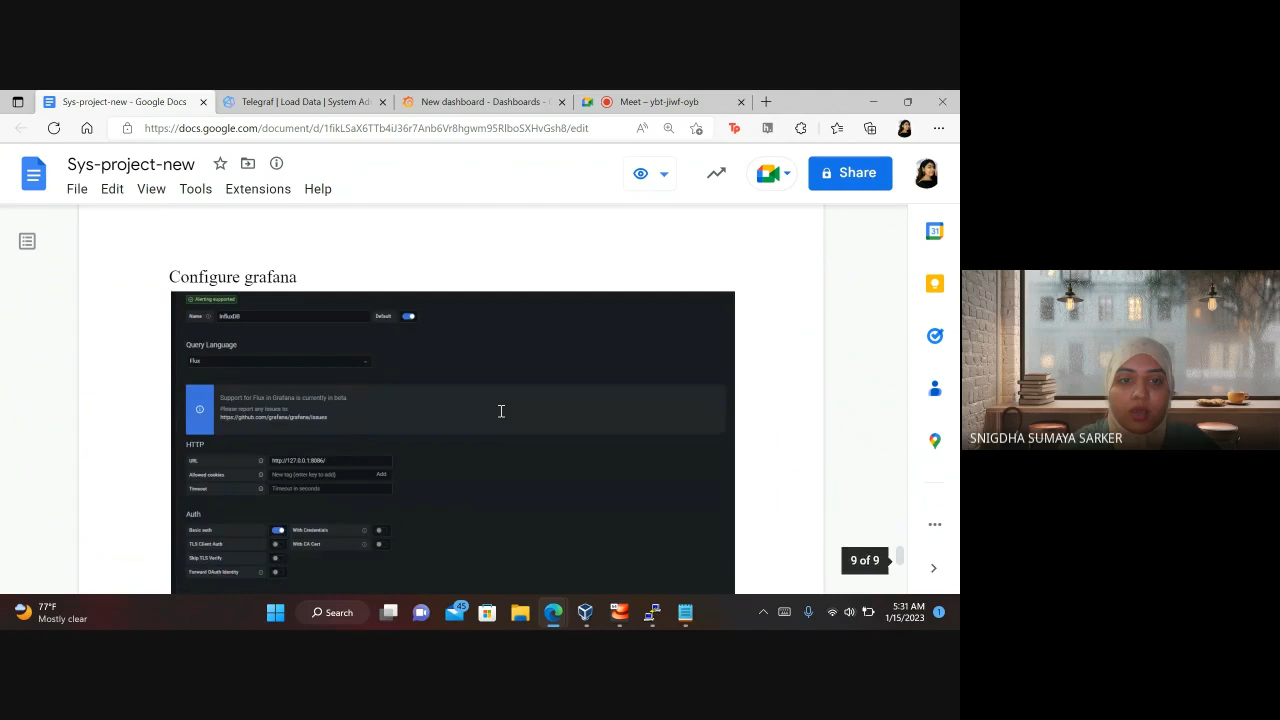 Sys-project-new - Google Docs
Telegraf | Load Data | System Ad
New dashboard - Dashboards -
Meet – ybt-jiwf-oyb
https://docs.google.com/document/d/1fikLSaX6TTb4iJ36r7Anb6Vr8hgwm95RIboSXHvGsh8/edit
Sys-project-new
Share
File Edit View Tools Extensions Help
31
Configure grafana
Alerting supported
Name InfluxDB Default
Query Language
Flux
Support for Flux in Grafana is currently in beta
Please report any issues to:
https://github.com/grafana/grafana/issues
HTTP
URL http://127.0.0.1:8086/
Allowed cookies New tag (enter key to add) Add
Timeout Timeout in seconds
Auth
Basic auth With Credentials
TLS Client Auth With CA Cert
Skip TLS Verify
Forward OAuth Identity
9 of 9
SNIGDHA SUMAYA SARKER
77°F
Mostly clear
Search
45
5:31 AM
1/15/2023
1